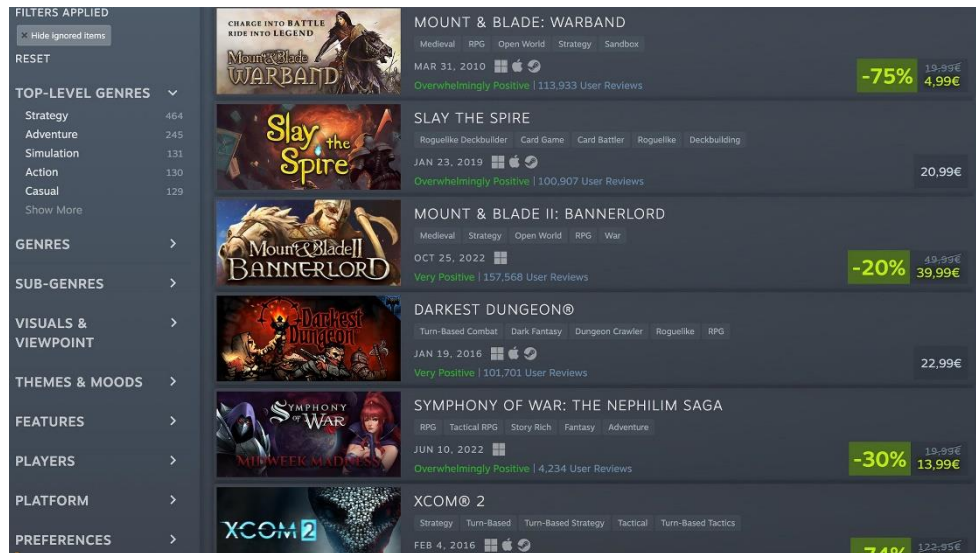 FILTERS APPLIED
× Hide ignored Items
RESET
TOP-LEVEL GENRES
Strategy 464
Adventure 245
Simulation 131
Action 130
Casual 129
Show More
GENRES
SUB-GENRES
VISUALS &
VIEWPOINT
THEMES & MOODS
FEATURES
PLAYERS
PLATFORM
PREFERENCES
CHARGE INTO BATTLE
RIDE INTO LEGEND
Mount&Blade
WARBAND
MOUNT & BLADE: WARBAND
Medieval RPG Open World Strategy Sandbox
MAR 31, 2010
Overwhelmingly Positive | 113,933 User Reviews
-75% 19,99€
4,99€
Slay the
Spire
SLAY THE SPIRE
Roguelike Deckbuilder Card Game Card Battler Roguelike Deckbuilding
JAN 23, 2019
Overwhelmingly Positive | 100,907 User Reviews
20,99€
Mount&Blade II
BANNERLORD
MOUNT & BLADE II: BANNERLORD
Medieval Strategy Open World RPG War
OCT 25, 2022
Very Positive | 157,568 User Reviews
-20% 49,99€
39,99€
Darkest
Dungeon
DARKEST DUNGEON®
Turn-Based Combat Dark Fantasy Dungeon Crawler Roguelike RPG
JAN 19, 2016
Very Positive | 101,701 User Reviews
22,99€
SYMPHONY
OF WAR
MIDWEEK MADNESS
SYMPHONY OF WAR: THE NEPHILIM SAGA
RPG Tactical RPG Story Rich Fantasy Adventure
JUN 10, 2022
Overwhelmingly Positive | 4,234 User Reviews
-30% 19,99€
13,99€
XCOM 2
XCOM® 2
Strategy Turn-Based Turn-Based Strategy Tactical Turn-Based Tactics
FEB 4, 2016
-74% 122,95€